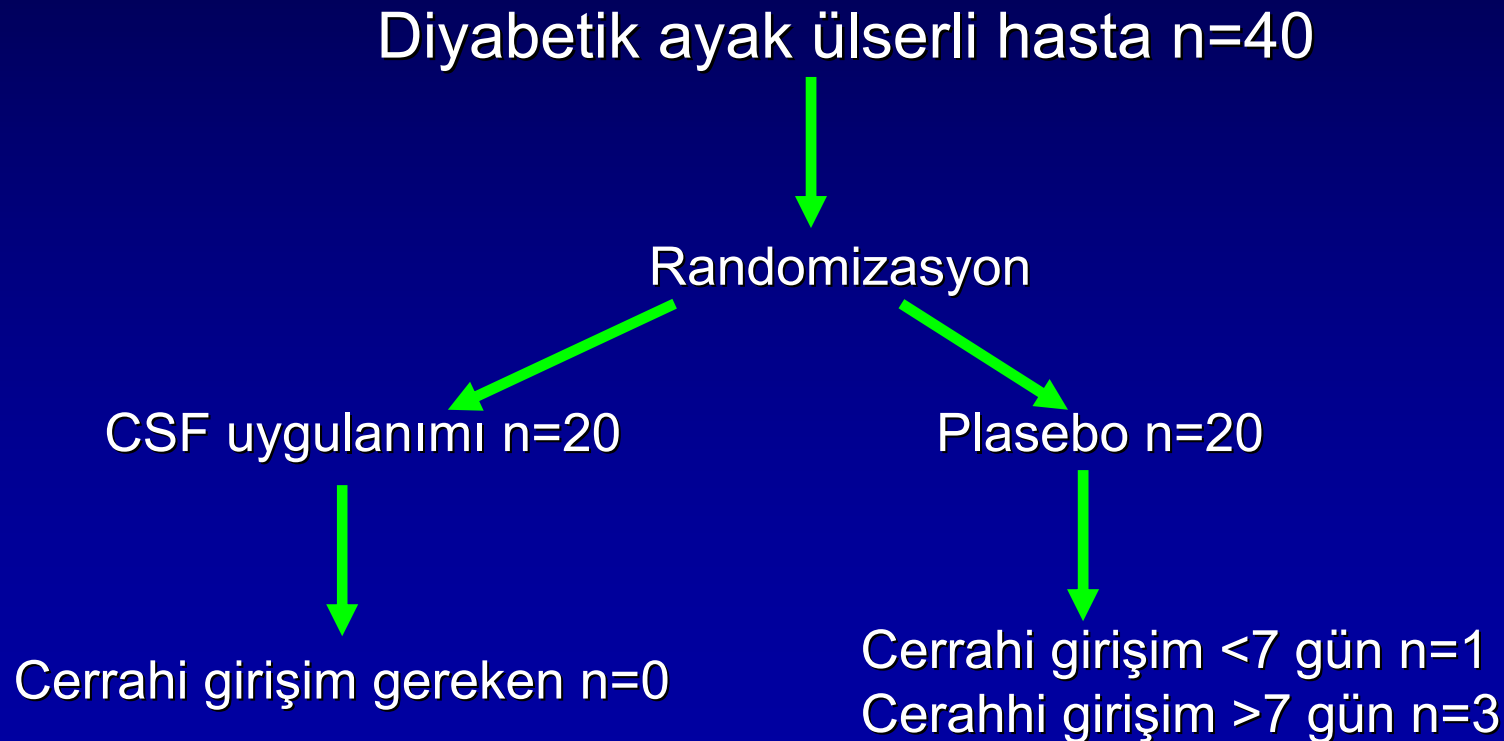 Diyabetik ayak ülserli hasta n=40
Randomizasyon
CSF uygulanımı n=20
Plasebo n=20
Cerrahi girişim gereken n=0
Cerrahi girişim <7 gün n=1
Cerahhi girişim >7 gün n=3